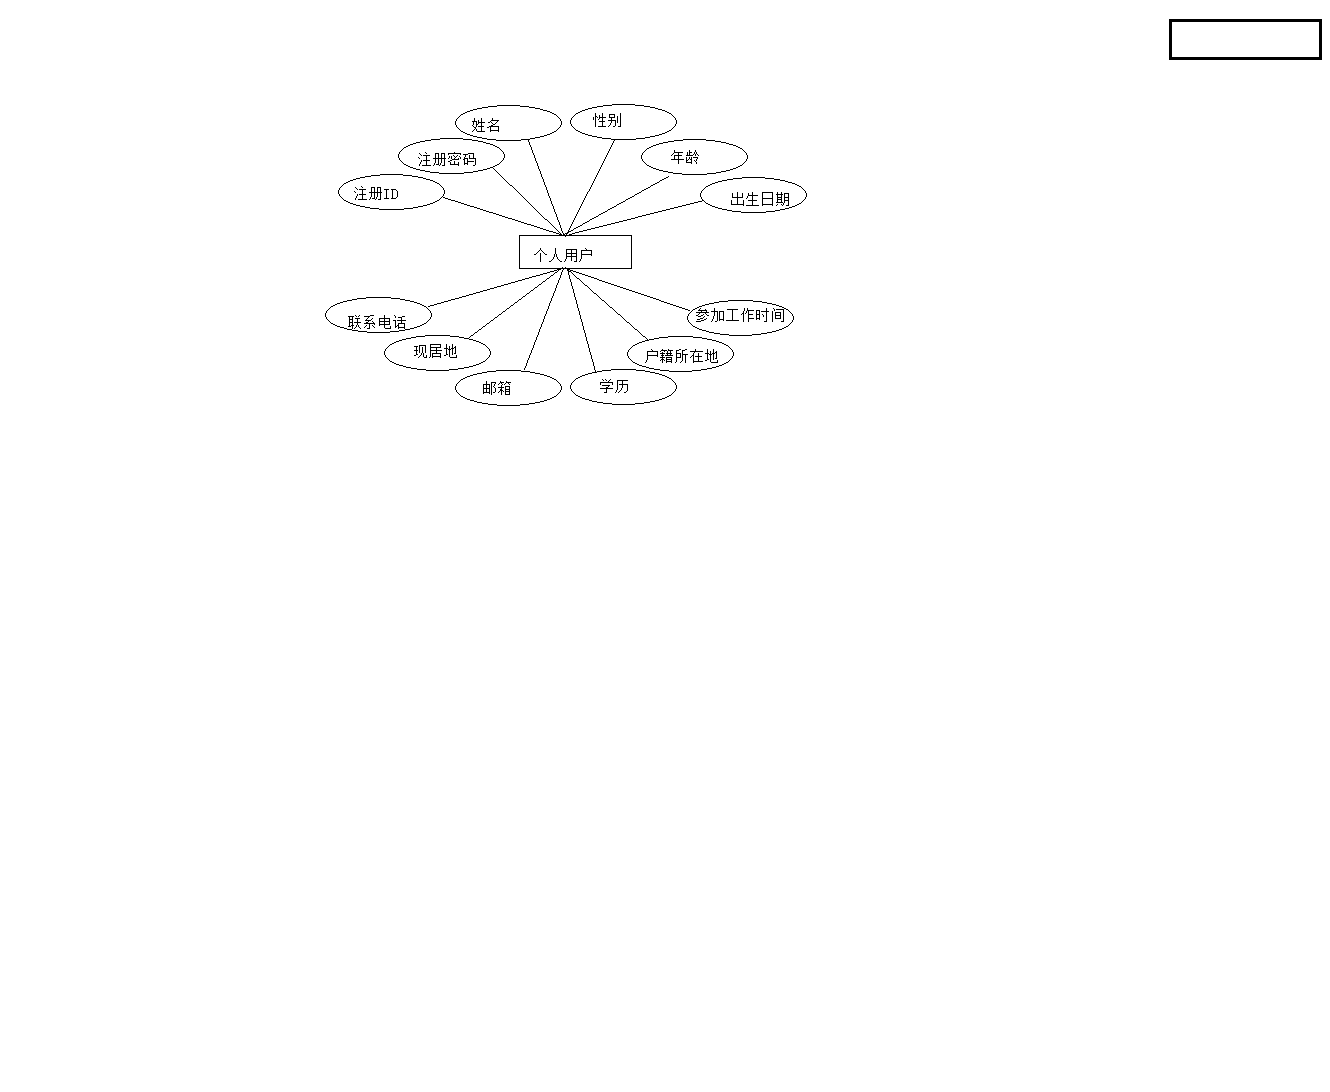 姓名
性别
注册密码
年龄
注册ID
出生日期
个人用户
联系电话
参加工作时间
现居地
户籍所在地
邮箱
学历